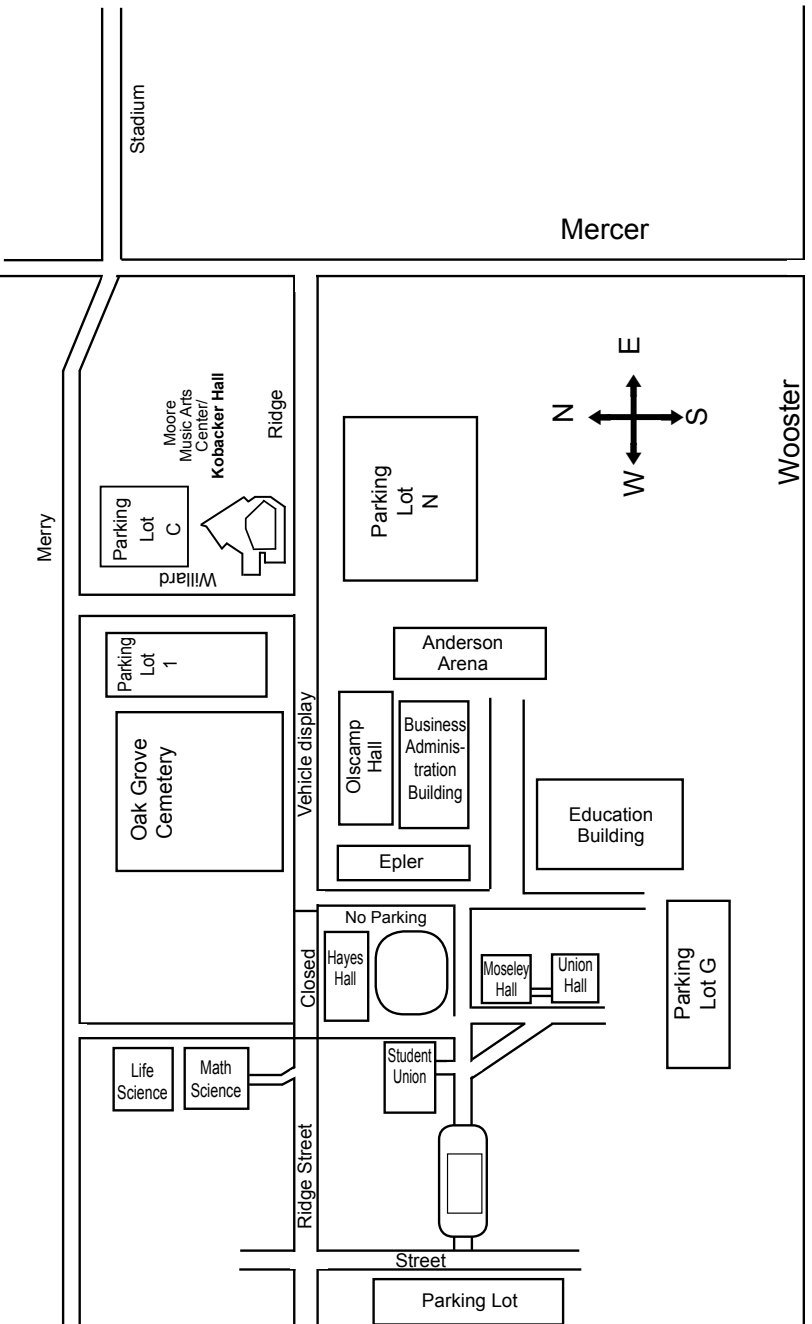 Stadium
Mercer
Merry
Moore
Music Arts
Center/
Kobacker Hall
Ridge
N
E
W
S
Wooster
Parking
Lot
C
Willard
Parking
Lot
N
Parking
Lot
1
Anderson
Arena
Oak Grove
Cemetery
Vehicle display
Olscamp
Hall
Business
Adminis-
tration
Building
Education
Building
Epler
No Parking
Closed
Hayes
Hall
Moseley
Hall
Union
Hall
Parking
Lot G
Life
Science
Math
Science
Student
Union
Ridge Street
Street
Parking Lot